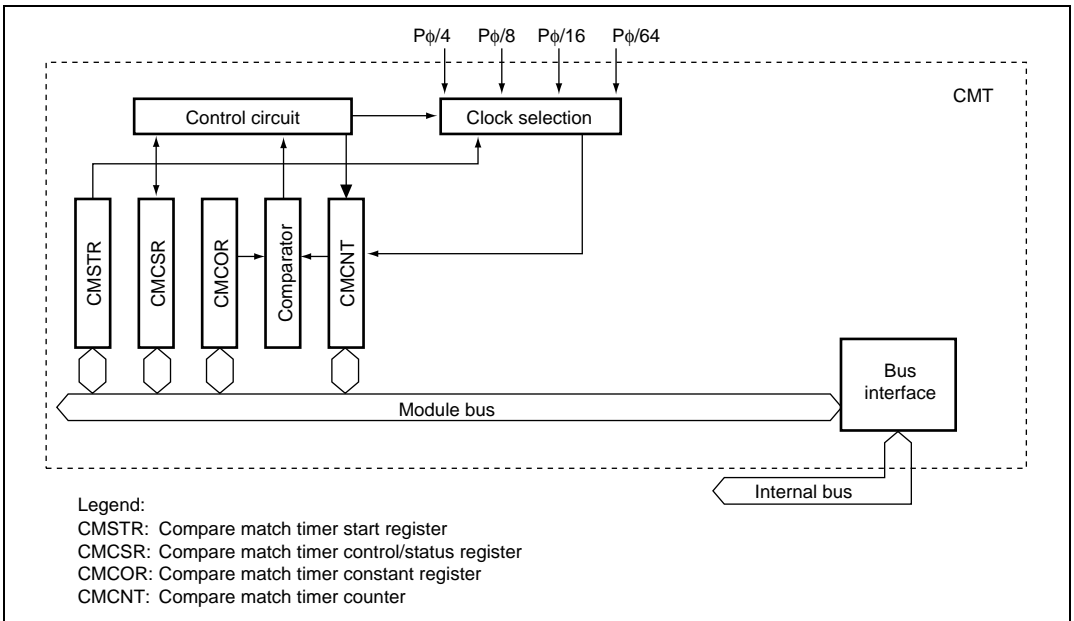 Pϕ/4 Pϕ/8 Pϕ/16 Pϕ/64
CMT
Control circuit
Clock selection
CMSTR
CMCSR
CMCOR
Comparator
CMCNT
Bus
interface
Module bus
Internal bus
Legend:
CMSTR: Compare match timer start register
CMCSR: Compare match timer control/status register
CMCOR: Compare match timer constant register
CMCNT: Compare match timer counter